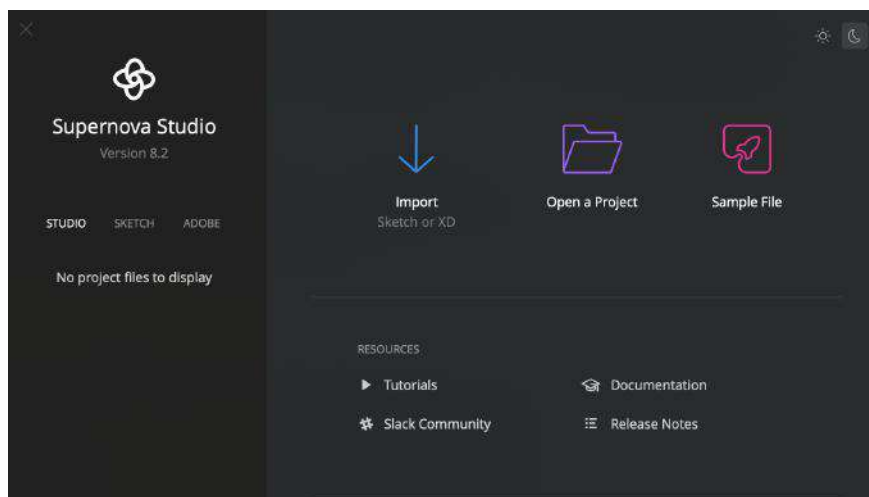 Supernova Studio
Version 8.2
STUDIO SKETCH ADOBE
No project files to display
Import
Sketch or XD
Open a Project
Sample File
RESOURCES
Tutorials
Documentation
Slack Community
Release Notes